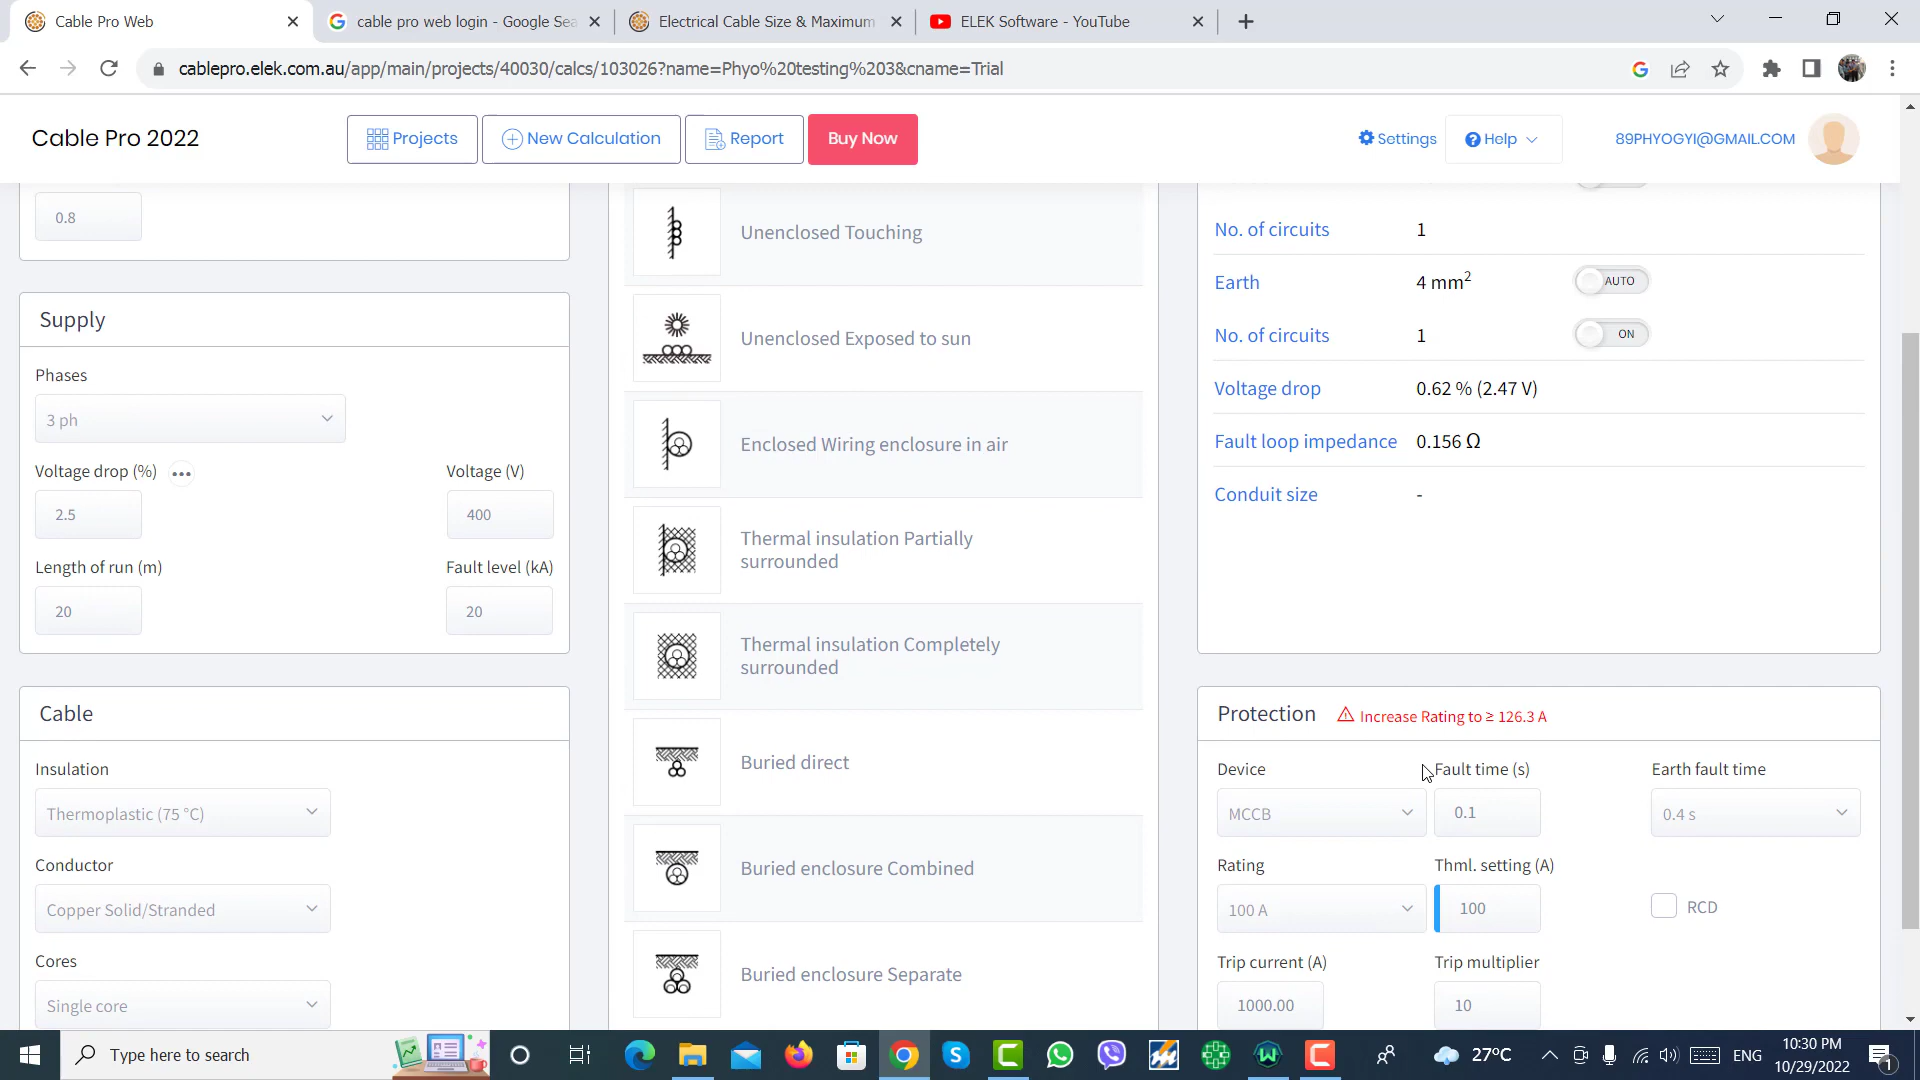 Cable Pro Web
cable pro web login - Google Sea
Electrical Cable Size & Maximum
ELEK Software - YouTube
cablepro.elek.com.au/app/main/projects/40030/calcs/103026?name=Phyo%20testing%203&cname=Trial
Cable Pro 2022
Projects
New Calculation
Report
Buy Now
Settings
Help
89PHYOGYI@GMAIL.COM
0.8
Supply
Phases
3 ph
Voltage drop (%)
Voltage (V)
2.5
400
Length of run (m)
Fault level (kA)
20
20
Cable
Insulation
Thermoplastic (75 °C)
Conductor
Copper Solid/Stranded
Cores
Single core
Unenclosed Touching
Unenclosed Exposed to sun
Enclosed Wiring enclosure in air
Thermal insulation Partially
surrounded
Thermal insulation Completely
surrounded
Buried direct
Buried enclosure Combined
Buried enclosure Separate
No. of circuits 1
Earth 4 mm² AUTO
No. of circuits 1 ON
Voltage drop 0.62 % (2.47 V)
Fault loop impedance 0.156 Ω
Conduit size -
Protection Increase Rating to ≥ 126.3 A
Device Fault time (s) Earth fault time
MCCB 0.1 0.4 s
Rating Thml. setting (A)
100 A 100 RCD
Trip current (A) Trip multiplier
1000.00 10
Type here to search
27°C
ENG
10:30 PM
10/29/2022
1